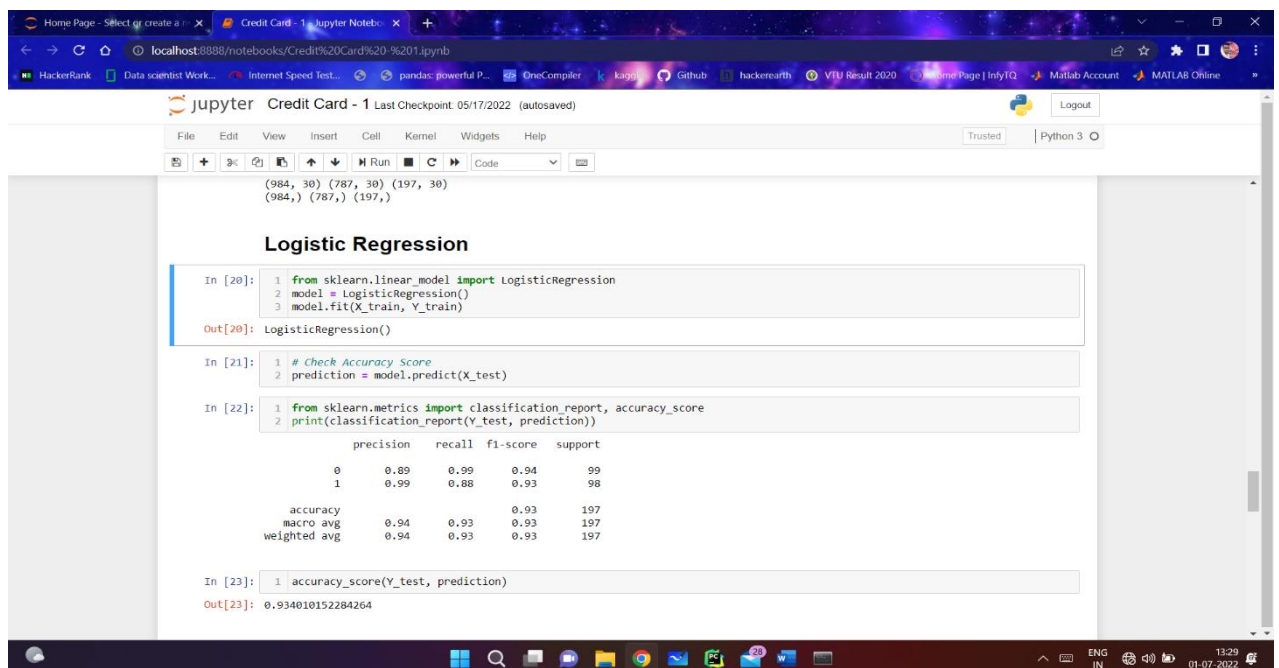 Home Page - Select or create a n
Credit Card - 1 - Jupyter Notebo
localhost:8888/notebooks/Credit%20Card%20-%201.ipynb
HackerRank Data scientist Work... Internet Speed Test... pandas: powerful P... OneCompiler Github hackerearth VTU Result 2020 Home Page | InfyTQ Matlab Account MATLAB Online »
jupyter Credit Card - 1 Last Checkpoint: 05/17/2022 (autosaved)
Logout
File Edit View Insert Cell Kernel Widgets Help
Trusted Python 3
Run Code
(984, 30) (787, 30) (197, 30)
(984,) (787,) (197,)
Logistic Regression
In [20]: 1 from sklearn.linear_model import LogisticRegression
2 model = LogisticRegression()
3 model.fit(X_train, Y_train)
Out[20]: LogisticRegression()
In [21]: 1 # Check Accuracy Score
2 prediction = model.predict(X_test)
In [22]: 1 from sklearn.metrics import classification_report, accuracy_score
2 print(classification_report(Y_test, prediction))
precision recall f1-score support
0 0.89 0.99 0.94 99
1 0.99 0.88 0.93 98
accuracy 0.93 197
macro avg 0.94 0.93 0.93 197
weighted avg 0.94 0.93 0.93 197
In [23]: 1 accuracy_score(Y_test, prediction)
Out[23]: 0.934010152284264
28
ENG
IN
13:29
01-07-2022